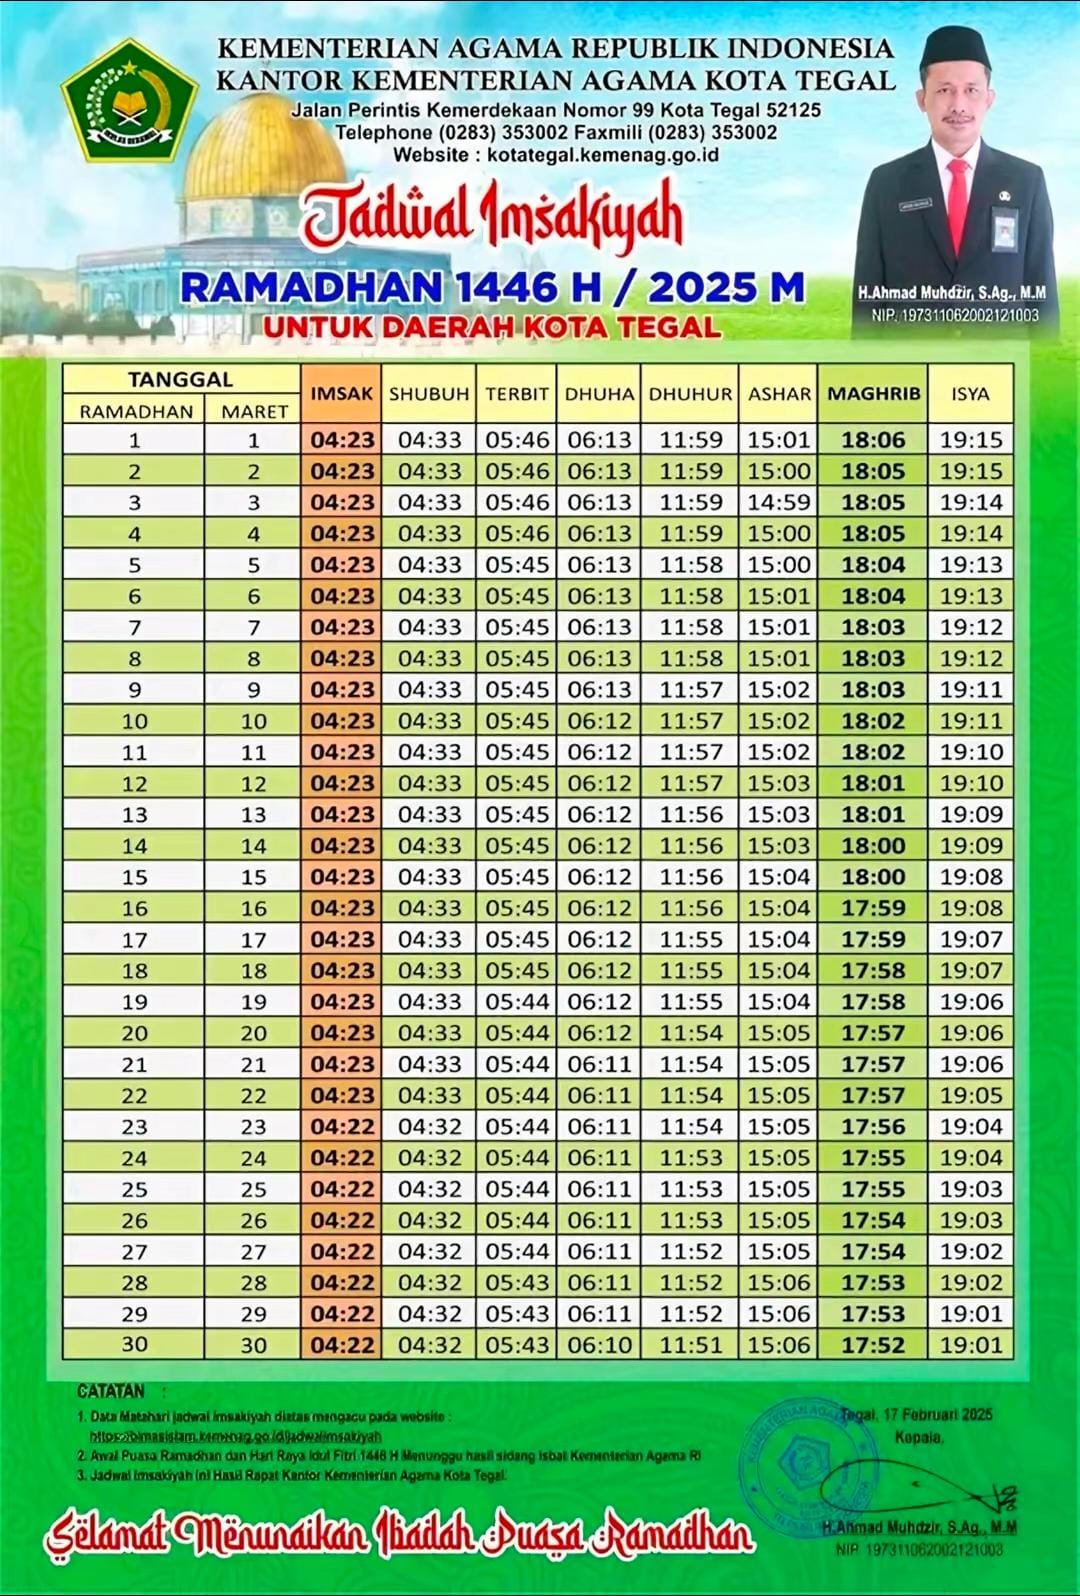 KEMENTERIAN AGAMA REPUBLIK INDONESIA
KANTOR KEMENTERIAN AGAMA KOTA TEGAL
Jalan Perintis Kemerdekaan Nomor 99 Kota Tegal 52125
Telephone (0283) 353002 Faxmili (0283) 353002
Website : kotategal.kemenag.go.id
Jadwal Imsakiyah
RAMADHAN 1446 H / 2025 M
UNTUK DAERAH KOTA TEGAL
H.Ahmad Muhdzir, S.Ag., M.M
NIP. 197311062002121003
TANGGAL IMSAK SHUBUH TERBIT DHUHA DHUHUR ASHAR MAGHRIB ISYA
RAMADHAN MARET
1 1 04:23 04:33 05:46 06:13 11:59 15:01 18:06 19:15
2 2 04:23 04:33 05:46 06:13 11:59 15:00 18:05 19:15
3 3 04:23 04:33 05:46 06:13 11:59 14:59 18:05 19:14
4 4 04:23 04:33 05:46 06:13 11:59 15:00 18:05 19:14
5 5 04:23 04:33 05:45 06:13 11:58 15:00 18:04 19:13
6 6 04:23 04:33 05:45 06:13 11:58 15:01 18:04 19:13
7 7 04:23 04:33 05:45 06:13 11:58 15:01 18:03 19:12
8 8 04:23 04:33 05:45 06:13 11:58 15:01 18:03 19:12
9 9 04:23 04:33 05:45 06:13 11:57 15:02 18:03 19:11
10 10 04:23 04:33 05:45 06:12 11:57 15:02 18:02 19:11
11 11 04:23 04:33 05:45 06:12 11:57 15:02 18:02 19:10
12 12 04:23 04:33 05:45 06:12 11:57 15:03 18:01 19:10
13 13 04:23 04:33 05:45 06:12 11:56 15:03 18:01 19:09
14 14 04:23 04:33 05:45 06:12 11:56 15:03 18:00 19:09
15 15 04:23 04:33 05:45 06:12 11:56 15:04 18:00 19:08
16 16 04:23 04:33 05:45 06:12 11:56 15:04 17:59 19:08
17 17 04:23 04:33 05:45 06:12 11:55 15:04 17:59 19:07
18 18 04:23 04:33 05:45 06:12 11:55 15:04 17:58 19:07
19 19 04:23 04:33 05:44 06:12 11:55 15:04 17:58 19:06
20 20 04:23 04:33 05:44 06:12 11:54 15:05 17:57 19:06
21 21 04:23 04:33 05:44 06:11 11:54 15:05 17:57 19:06
22 22 04:23 04:33 05:44 06:11 11:54 15:05 17:57 19:05
23 23 04:22 04:32 05:44 06:11 11:54 15:05 17:56 19:04
24 24 04:22 04:32 05:44 06:11 11:53 15:05 17:55 19:04
25 25 04:22 04:32 05:44 06:11 11:53 15:05 17:55 19:03
26 26 04:22 04:32 05:44 06:11 11:53 15:05 17:54 19:03
27 27 04:22 04:32 05:44 06:11 11:52 15:05 17:54 19:02
28 28 04:22 04:32 05:43 06:11 11:52 15:06 17:53 19:02
29 29 04:22 04:32 05:43 06:11 11:52 15:06 17:53 19:01
30 30 04:22 04:32 05:43 06:10 11:51 15:06 17:52 19:01
CATATAN :
1. Data Matahari jadwal imsakiyah diatas mengacu pada website :
https://bimasislam.kemenag.go.id/jadwalimsakiyah
2. Awal Puasa Ramadhan dan Hari Raya Idul Fitri 1446 H Menunggu hasil sidang Isbat Kementerian Agama RI
3. Jadwal Imsakiyah ini Hasil Rapat Kantor Kementerian Agama Kota Tegal.
Tegal, 17 Februari 2025
Kepala,
KEMENTERIAN AGAMA
H.Ahmad Muhdzir, S.Ag., M.M
NIP. 197311062002121003
Selamat Menunaikan Ibadah Puasa Ramadhan